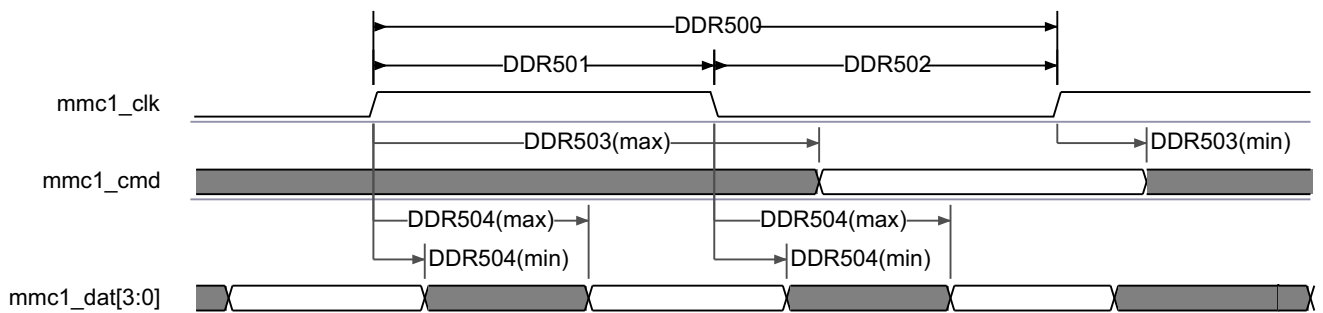 DDR500
DDR501 DDR502
mmc1_clk
DDR503(max) DDR503(min)
mmc1_cmd
DDR504(max) DDR504(max)
DDR504(min) DDR504(min)
mmc1_dat[3:0]